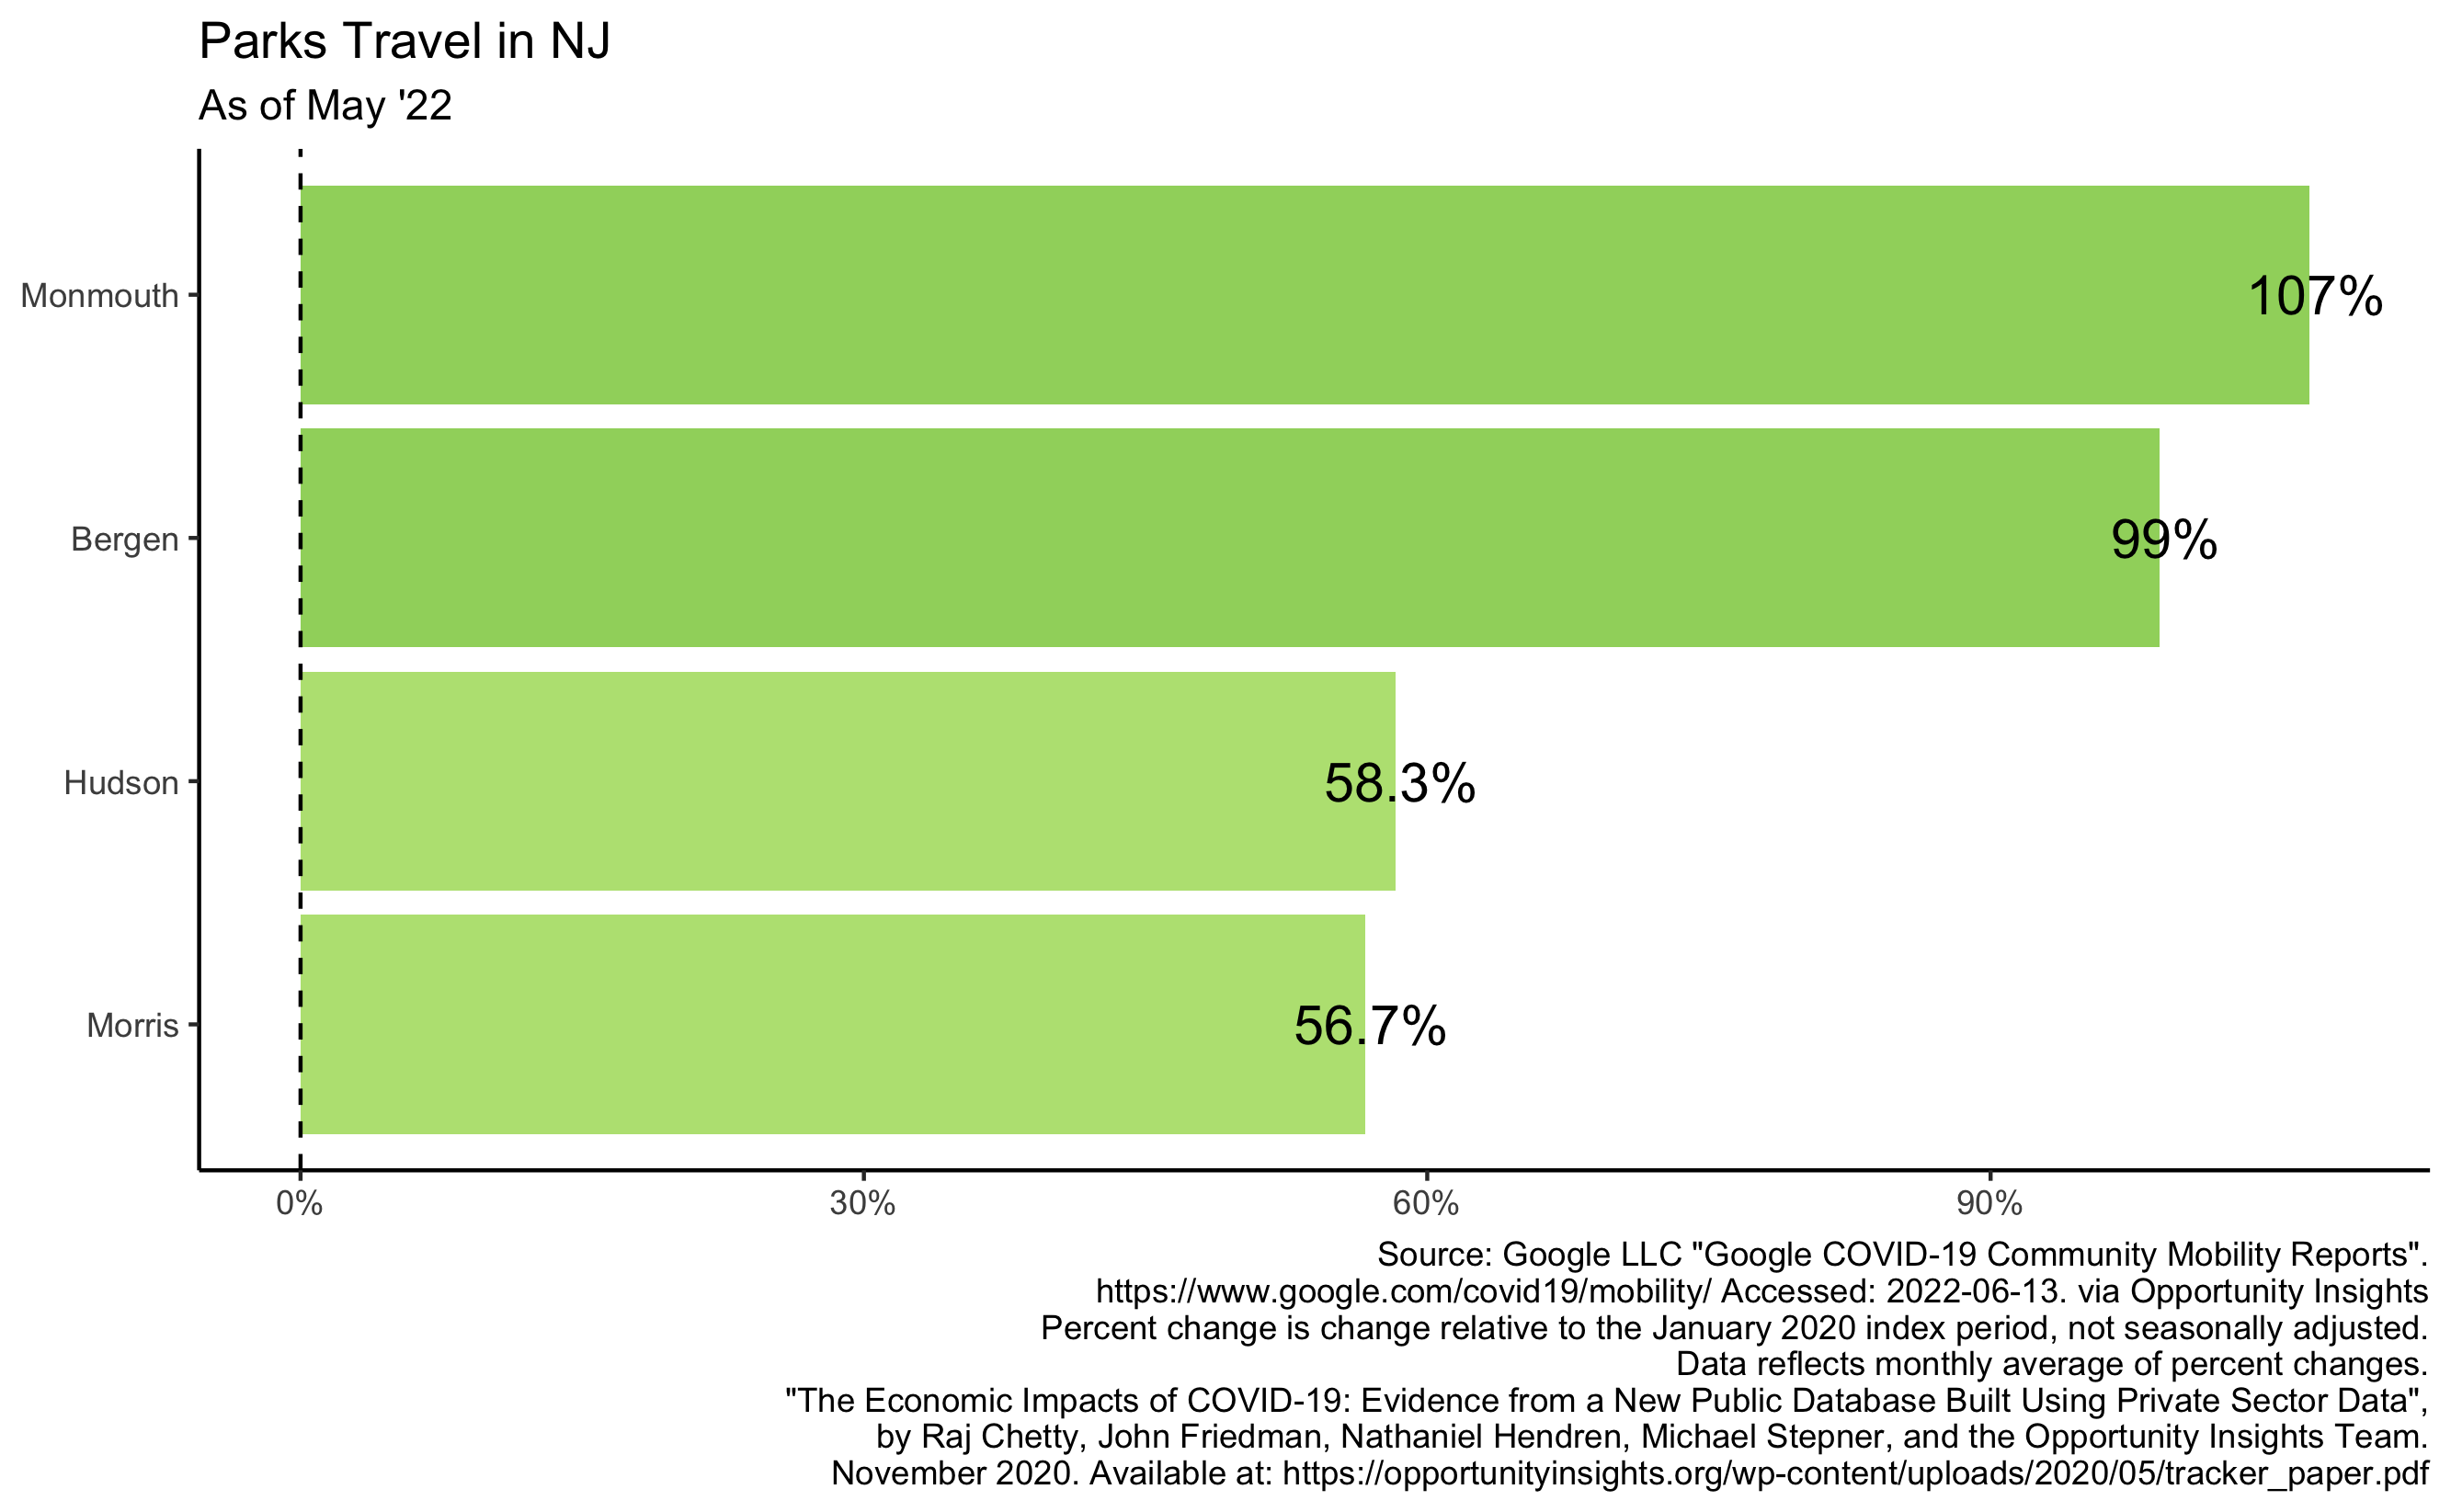 Parks Travel in NJ
As of May '22
Monmouth
107%
Bergen
99%
Hudson
58.3%
Morris
56.7%
0%
30%
60%
90%
Source: Google LLC "Google COVID-19 Community Mobility Reports".
https://www.google.com/covid19/mobility/ Accessed: 2022-06-13. via Opportunity Insights
Percent change is change relative to the January 2020 index period, not seasonally adjusted.
Data reflects monthly average of percent changes.
"The Economic Impacts of COVID-19: Evidence from a New Public Database Built Using Private Sector Data",
by Raj Chetty, John Friedman, Nathaniel Hendren, Michael Stepner, and the Opportunity Insights Team.
November 2020. Available at: https://opportunityinsights.org/wp-content/uploads/2020/05/tracker_paper.pdf